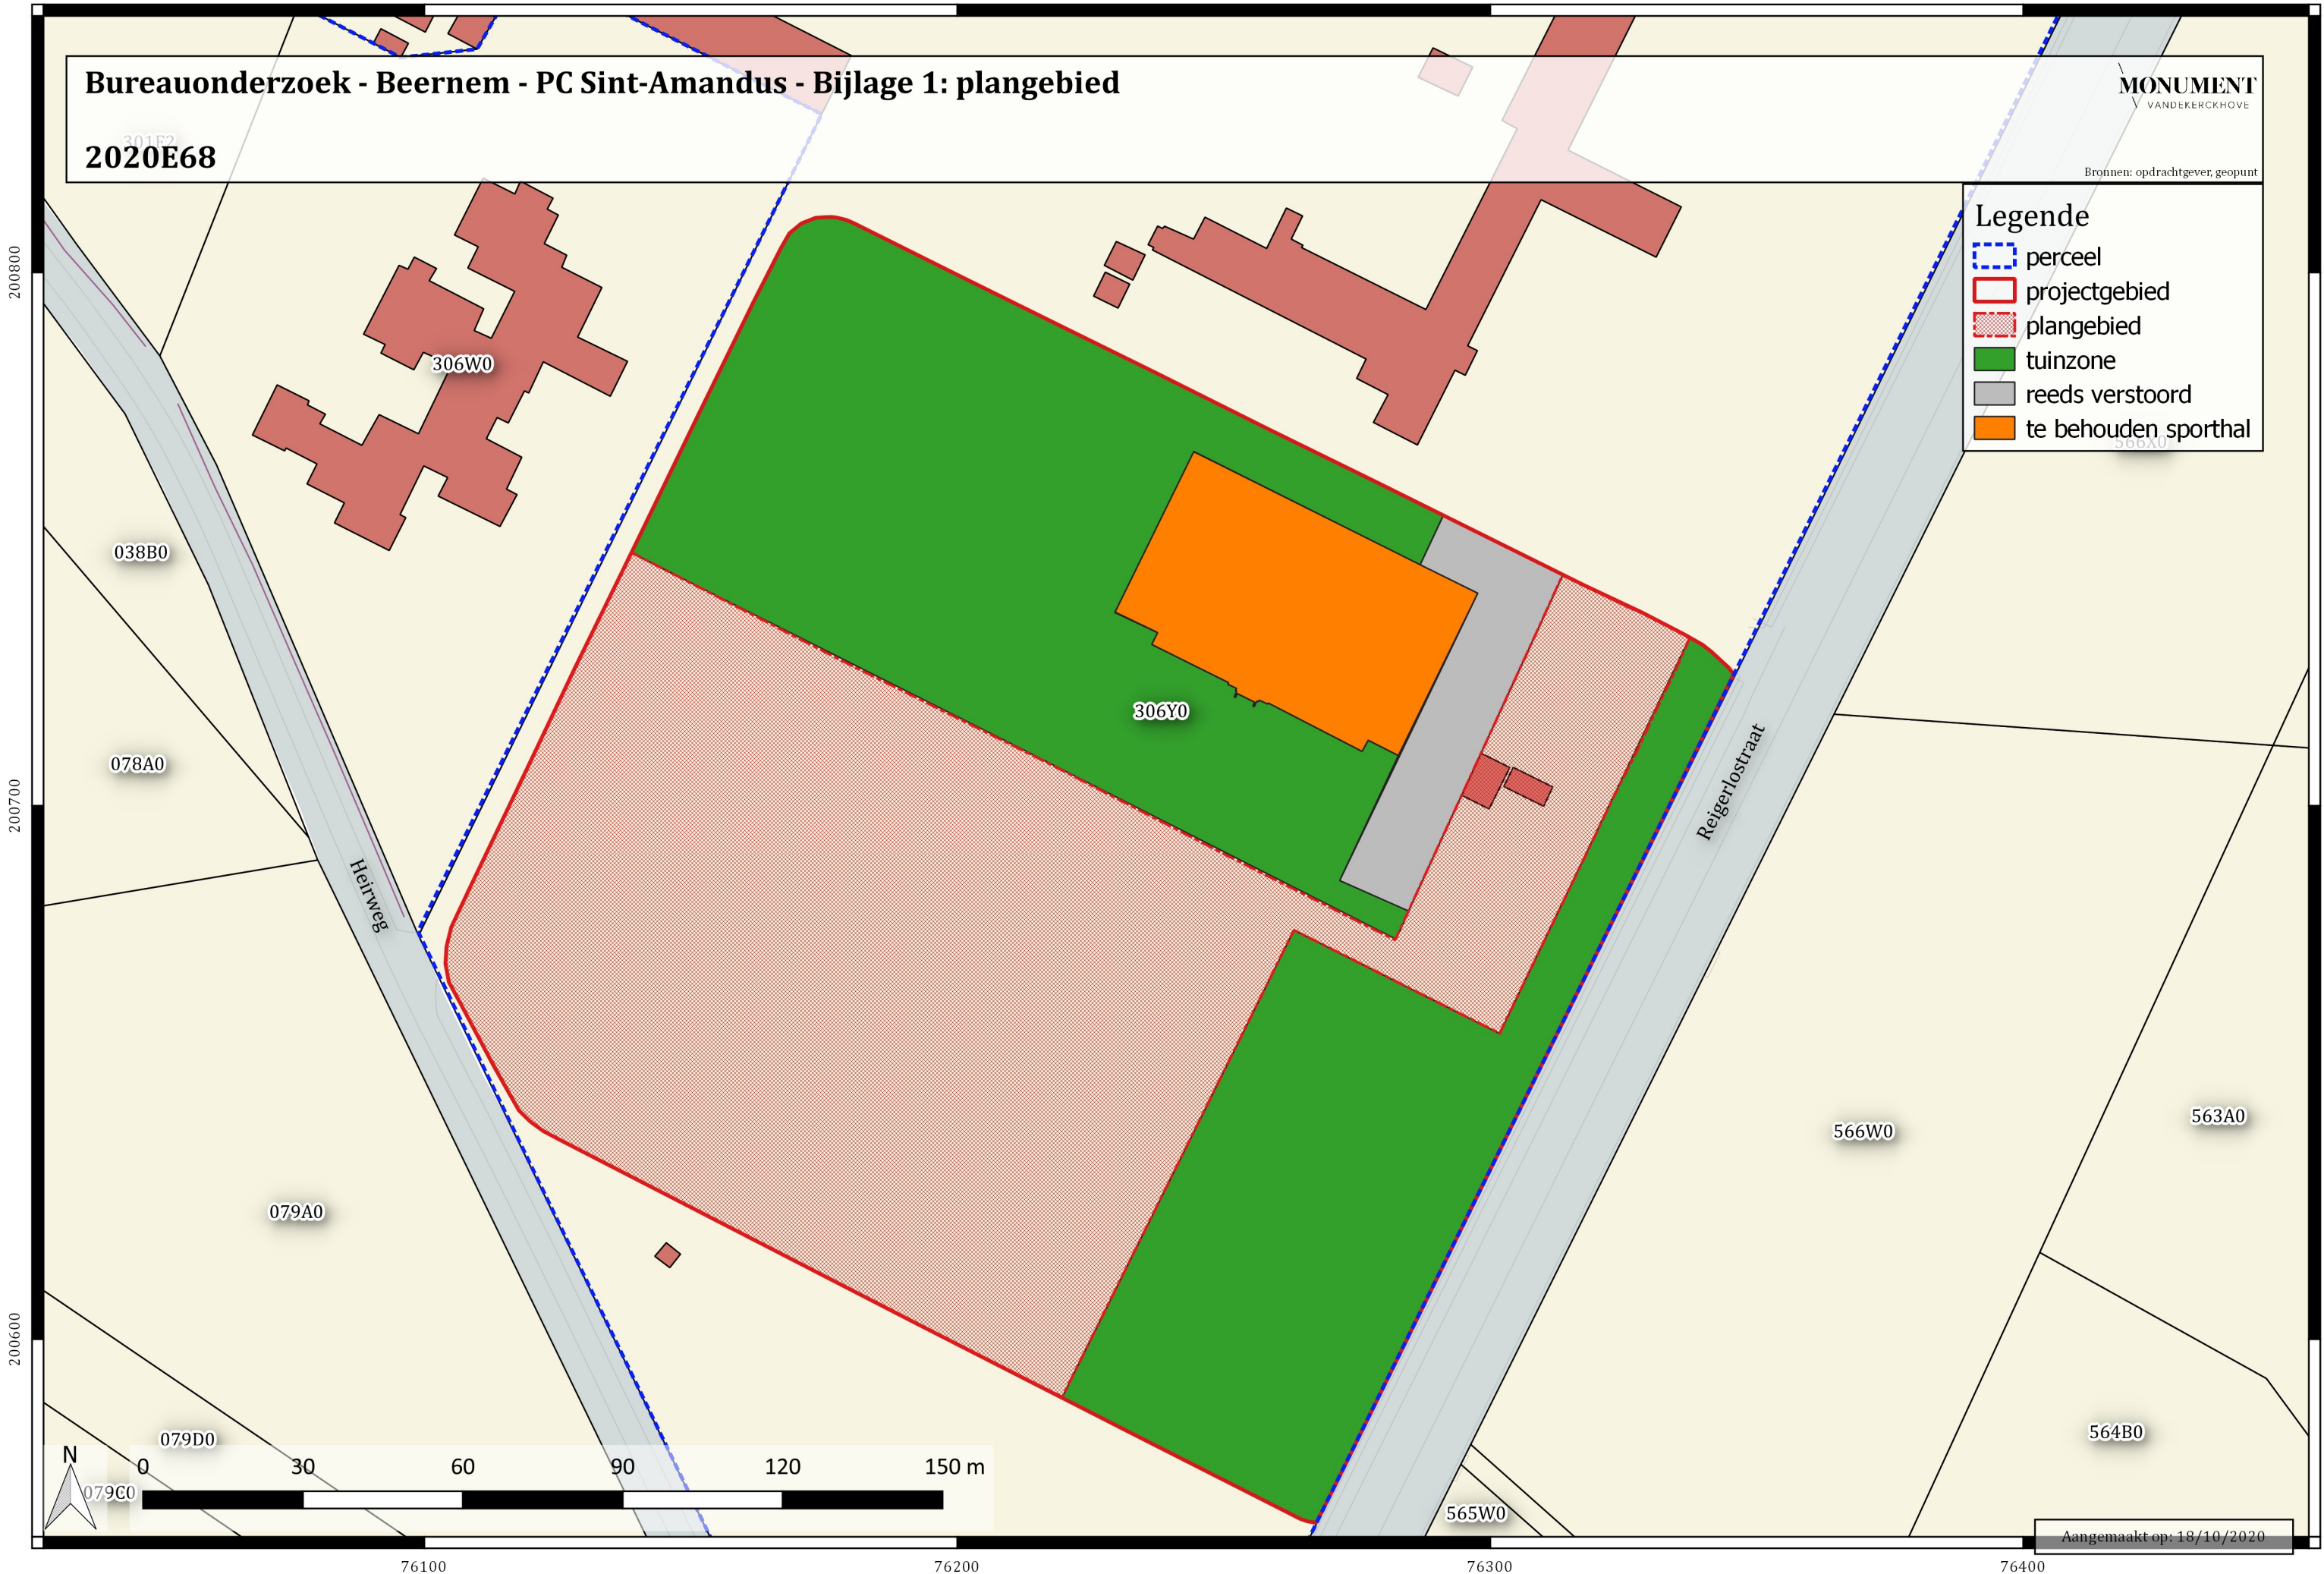 Bureauonderzoek - Beernem - PC Sint-Amandus - Bijlage 1: plangebied
2020E68
MONUMENT
VANDEKERCKHOVE
Bronnen: opdrachtgever, geopunt
301F2
Legende
perceel
projectgebied
plangebied
tuinzone
reeds verstoord
te behouden sporthal
566X0
306W0
038B0
306Y0
078A0
Heirweg
Reigerlostraat
566W0
563A0
079A0
564B0
079D0
079C0
565W0
N
0 30 60 90 120 150 m
Aangemaakt op: 18/10/2020
200800
200700
200600
76100 76200 76300 76400